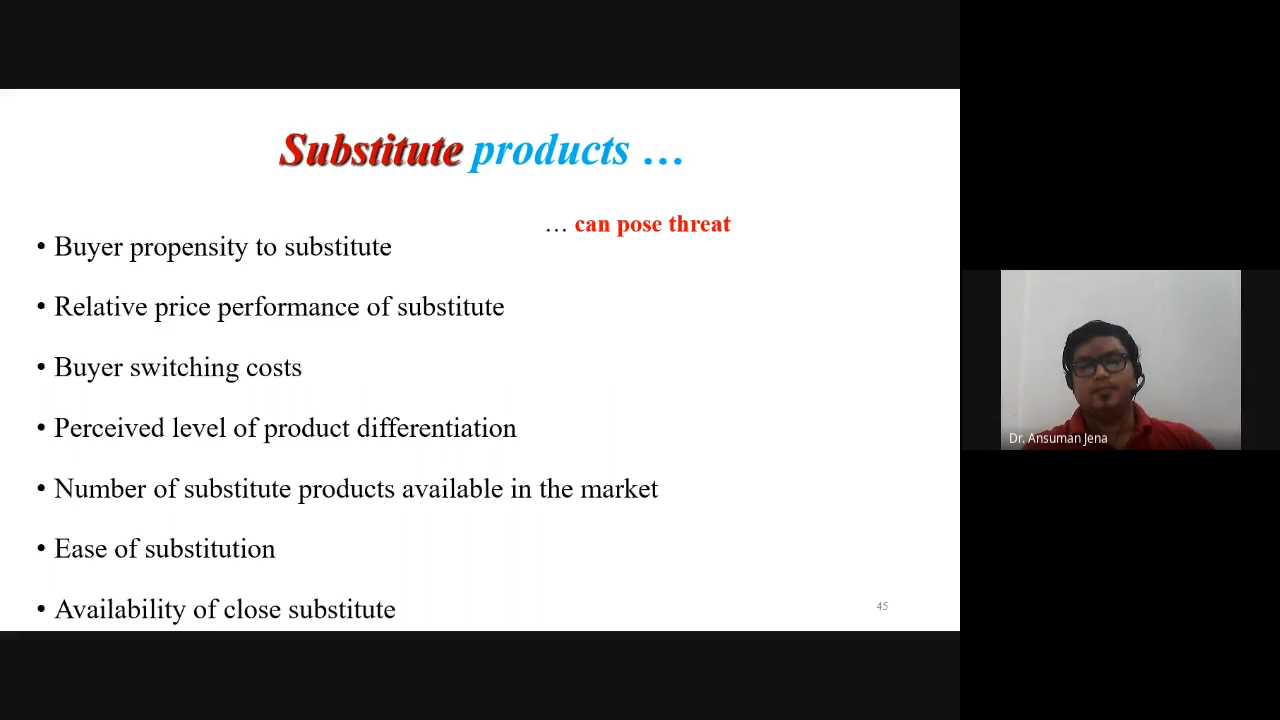 Substitute products …
… can pose threat
• Buyer propensity to substitute
• Relative price performance of substitute
• Buyer switching costs
• Perceived level of product differentiation
• Number of substitute products available in the market
• Ease of substitution
• Availability of close substitute
45
Dr. Ansuman Jena